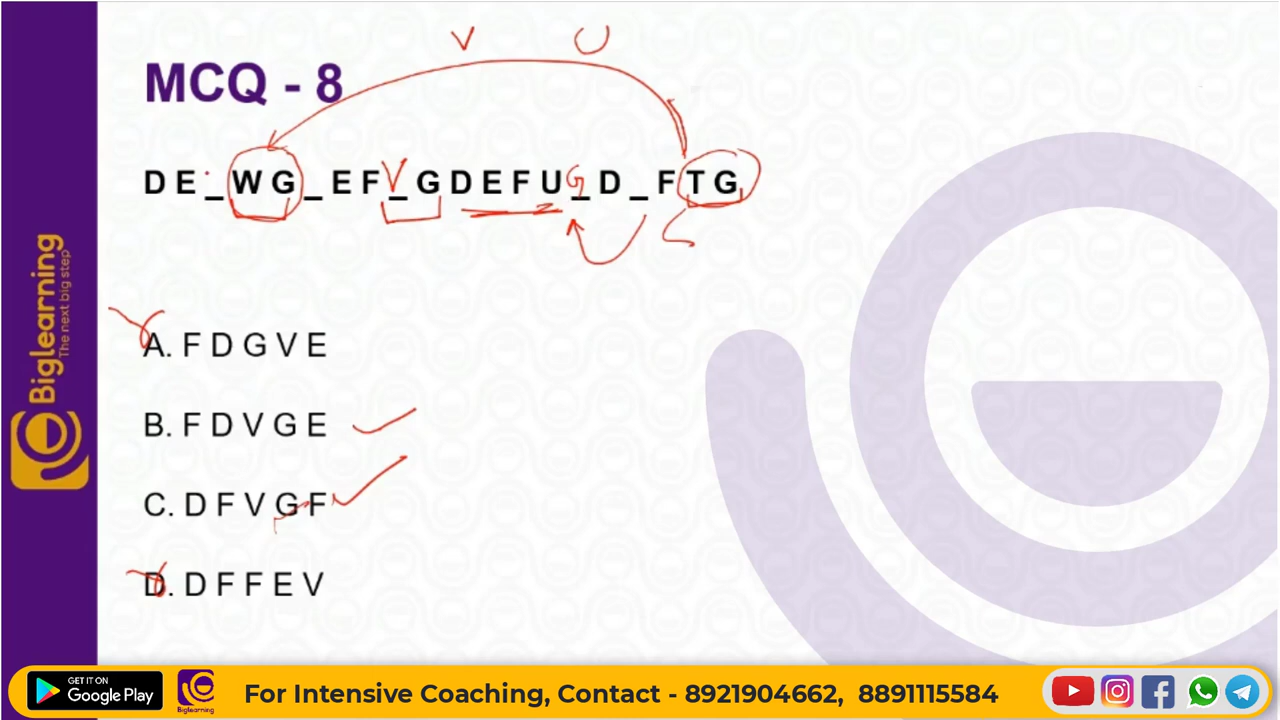 V U
MCQ - 8
D E _ W G _ E F V _ G D E F U G _ D _ F T G
A. F D G V E
B. F D V G E
C. D F V G F
D. D F F E V
Biglearning
The next big step
GET IT ON
Google Play
Biglearning
For Intensive Coaching, Contact - 8921904662, 8891115584